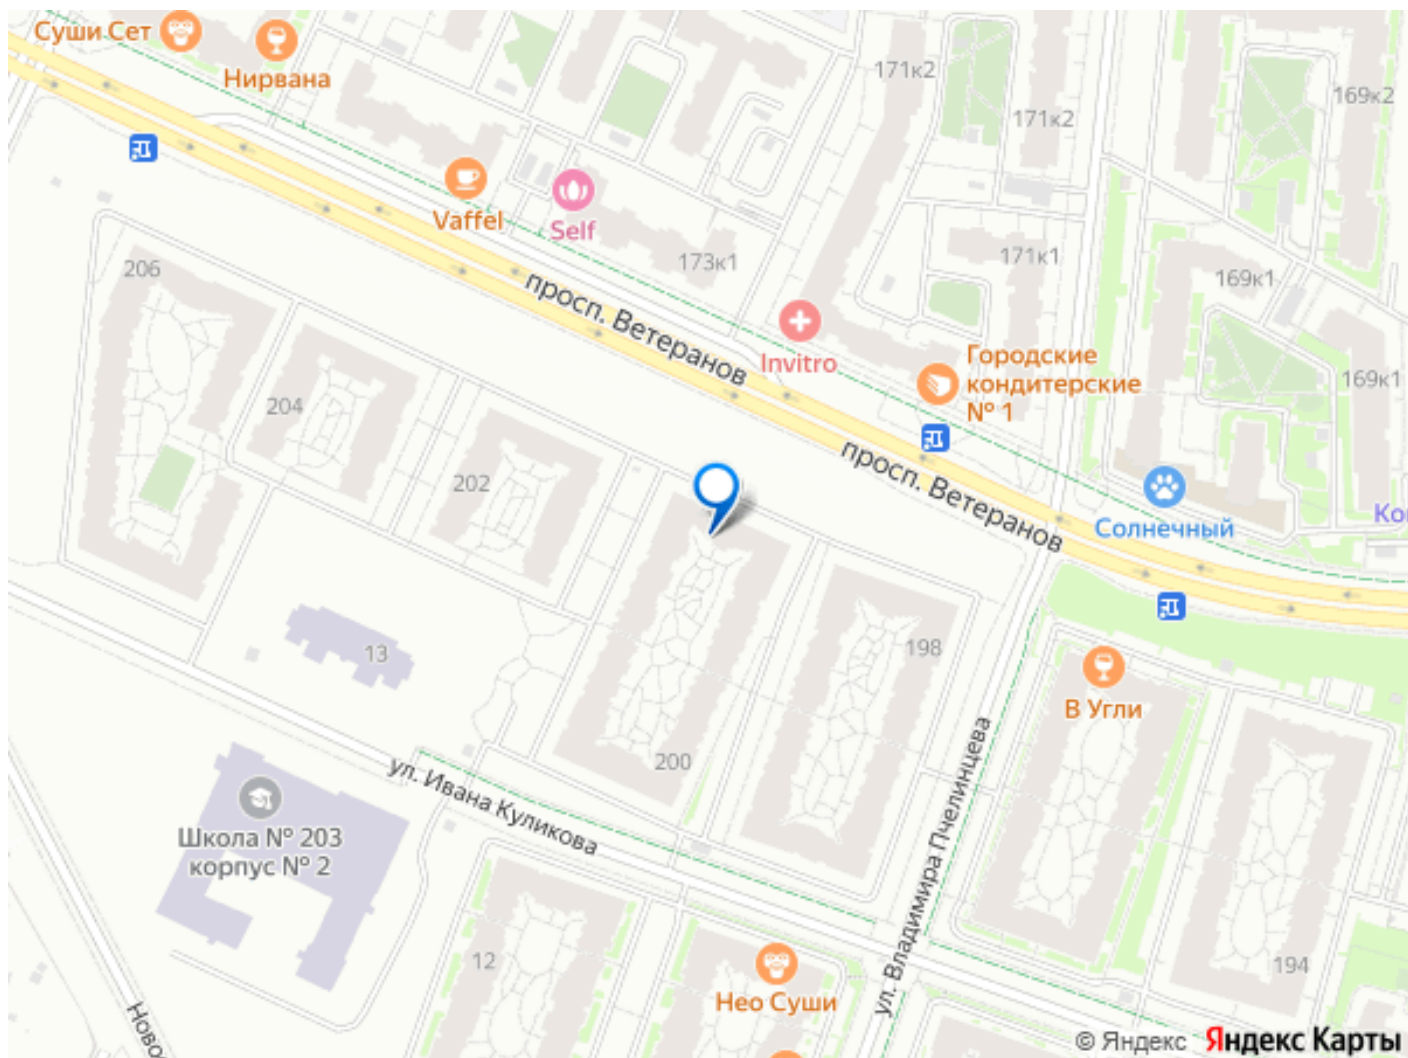 Суши Сет
Нирвана
171к2
169к2
171к2
Vaffel
Self
173к1
171к1
169к1
206
просп. Ветеранов
Invitro
Городские
кондитерские
№ 1
169к1
204
202
просп. Ветеранов
Солнечный
198
13
В Угли
200
ул. Ивана Куликова
ул. Владимира Пчелинцева
Школа № 203
корпус № 2
12
Нео Суши
194
© Яндекс Яндекс Карты